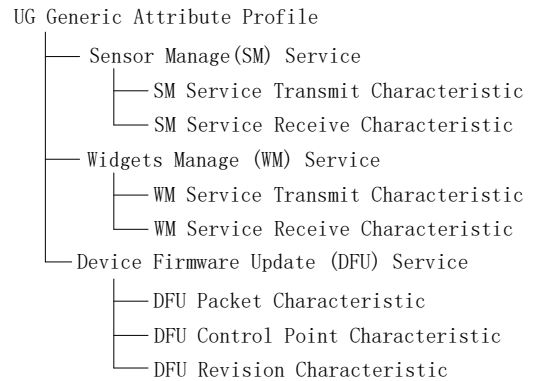 UG Generic Attribute Profile
Sensor Manage(SM) Service
SM Service Transmit Characteristic
SM Service Receive Characteristic
Widgets Manage (WM) Service
WM Service Transmit Characteristic
WM Service Receive Characteristic
Device Firmware Update (DFU) Service
DFU Packet Characteristic
DFU Control Point Characteristic
DFU Revision Characteristic